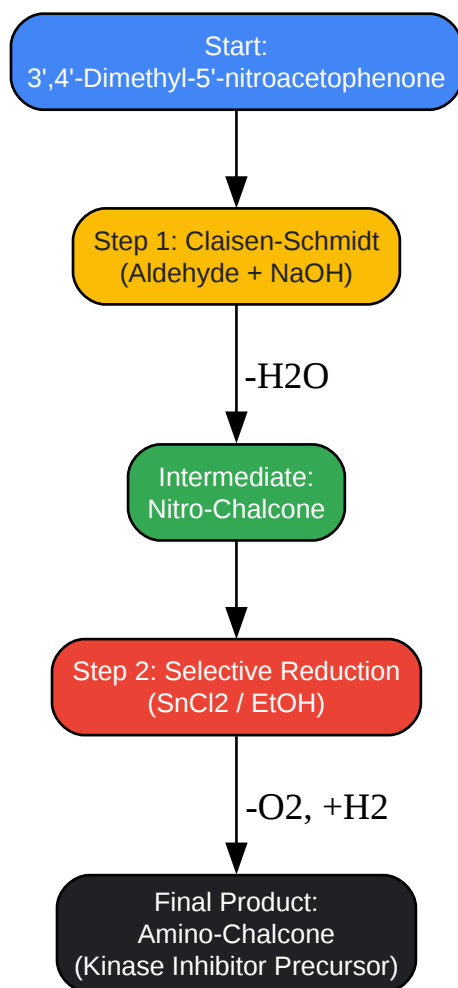 Start:
3',4'-Dimethyl-5'-nitroacetophenone
Step 1: Claisen-Schmidt
(Aldehyde + NaOH)
-H2O
Intermediate:
Nitro-Chalcone
Step 2: Selective Reduction
(SnCl2 / EtOH)
-O2, +H2
Final Product:
Amino-Chalcone
(Kinase Inhibitor Precursor)